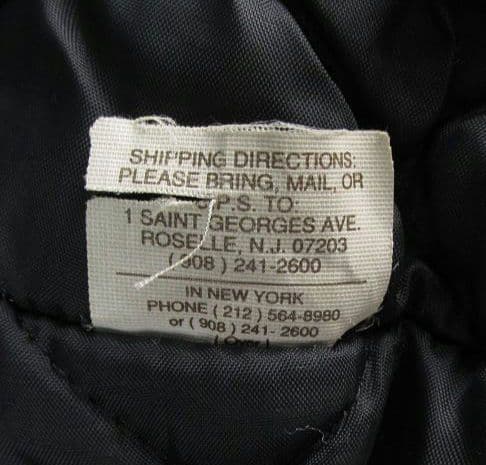 SHIPPING DIRECTIONS:
PLEASE BRING, MAIL, OR
U.P.S. TO:
1 SAINT GEORGES AVE.
ROSELLE, N.J. 07203
(908) 241-2600
IN NEW YORK
PHONE (212) 564-8980
or (908) 241-2600
(Over)